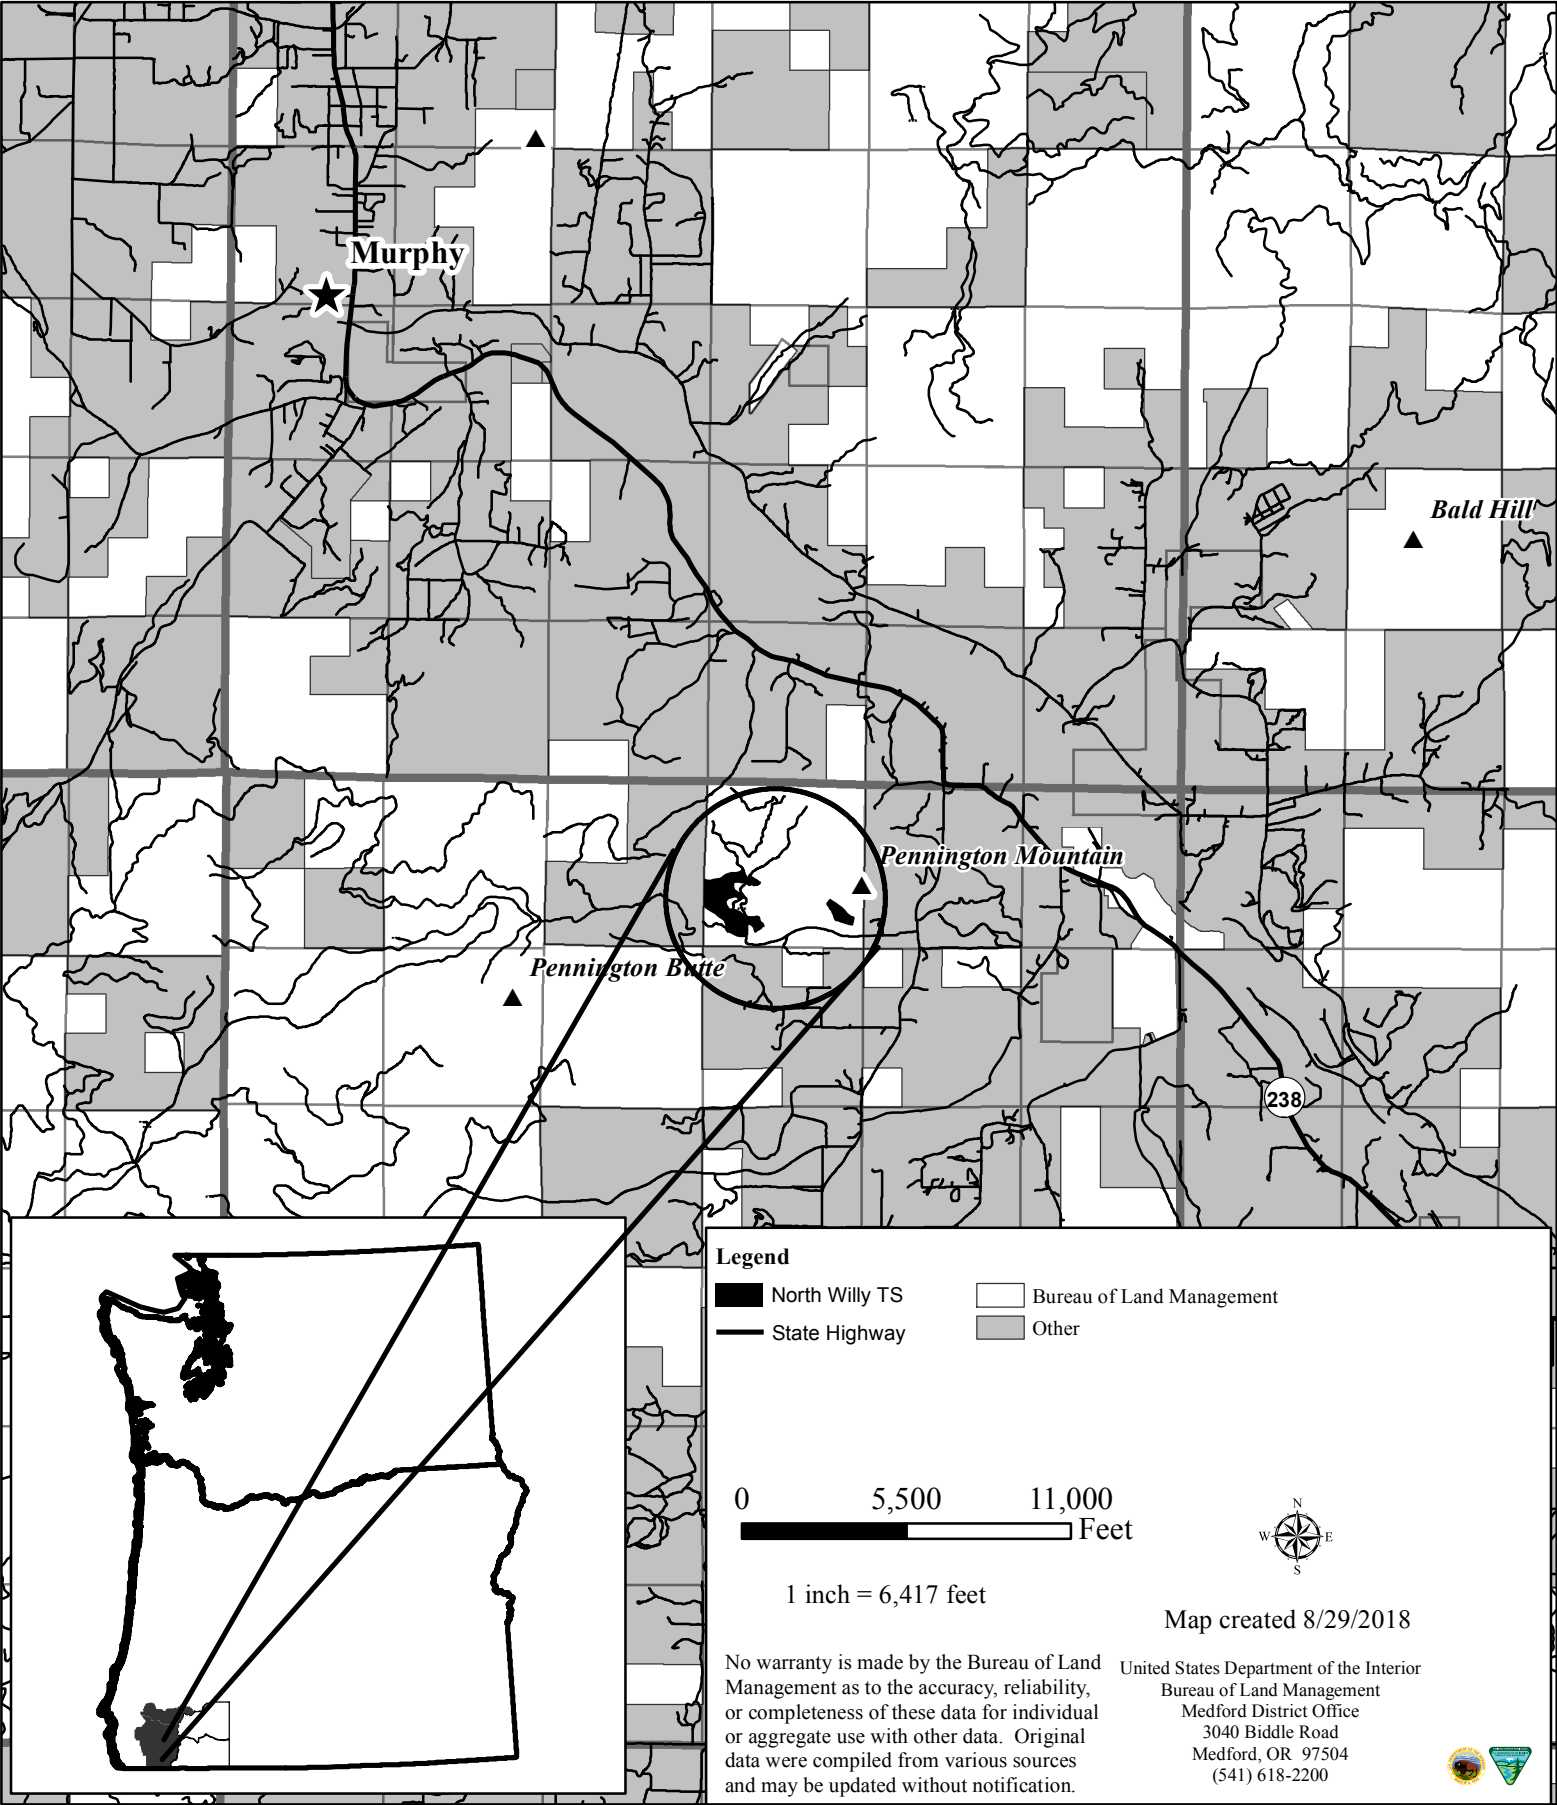 Murphy
Bald Hill
Pennington Mountain
Pennington Butte
238
Legend
North Willy TS
State Highway
Bureau of Land Management
Other
0 5,500 11,000
Feet
1 inch = 6,417 feet
N
W E
S
Map created 8/29/2018
No warranty is made by the Bureau of Land
Management as to the accuracy, reliability,
or completeness of these data for individual
or aggregate use with other data. Original
data were compiled from various sources
and may be updated without notification.
United States Department of the Interior
Bureau of Land Management
Medford District Office
3040 Biddle Road
Medford, OR 97504
(541) 618-2200